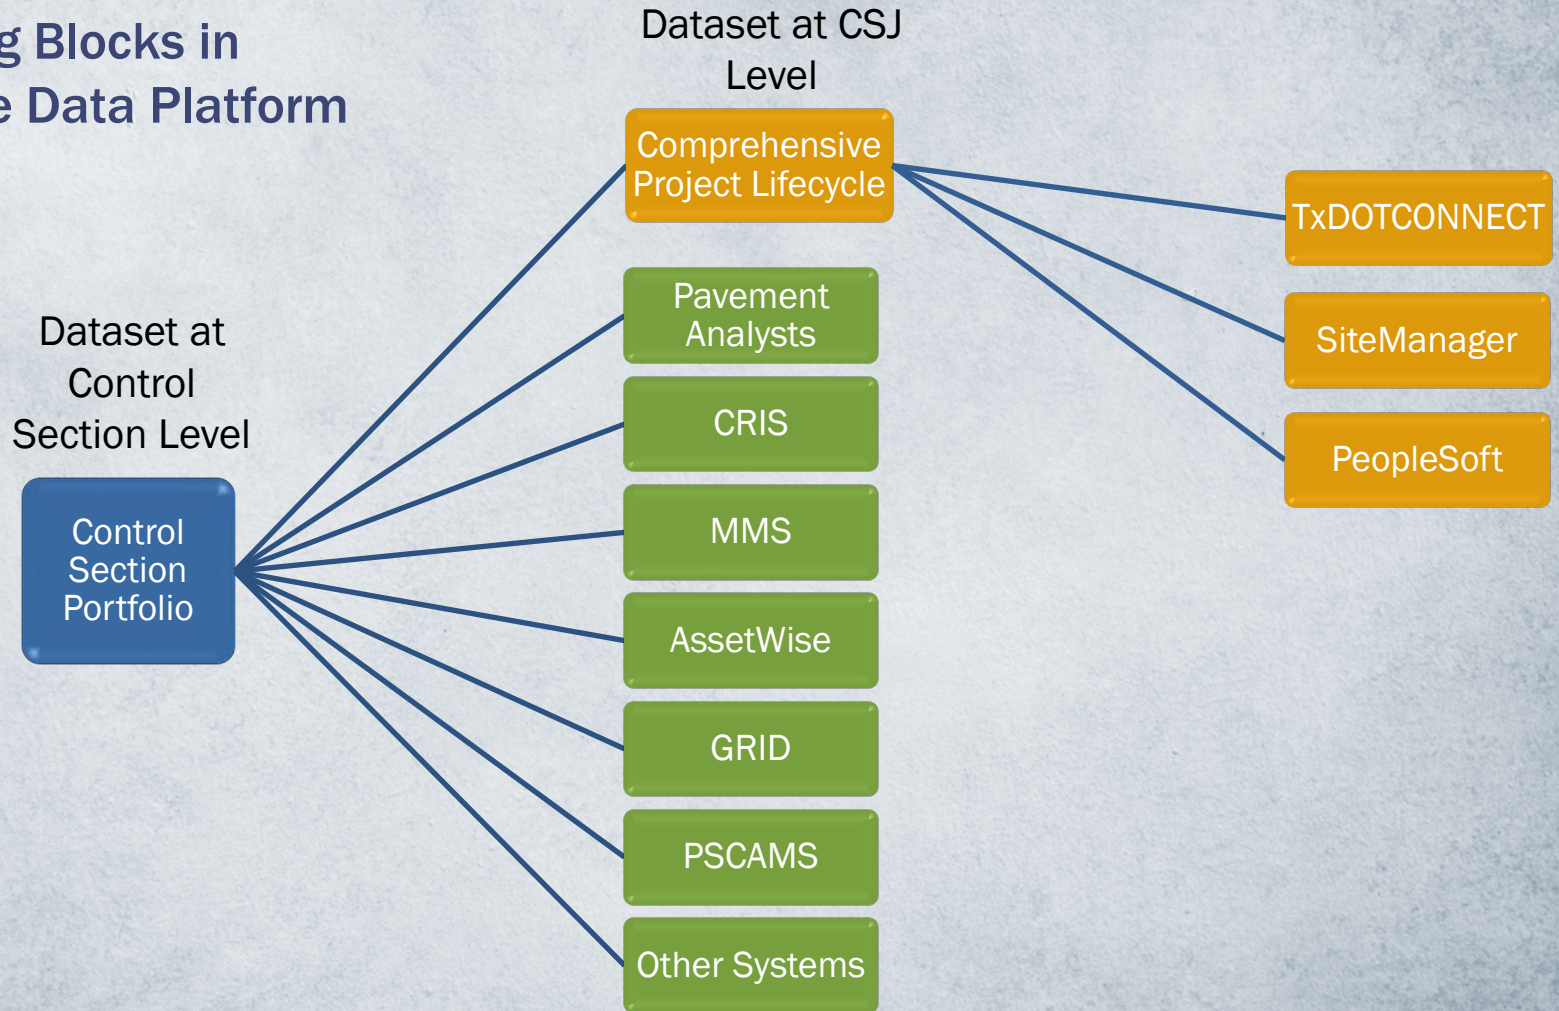 g Blocks in
e Data Platform
Dataset at CSJ
Level
Comprehensive
Project Lifecycle
TxDOTCONNECT
SiteManager
PeopleSoft
Dataset at
Control
Section Level
Control
Section
Portfolio
Pavement
Analysts
CRIS
MMS
AssetWise
GRID
PSCAMS
Other Systems